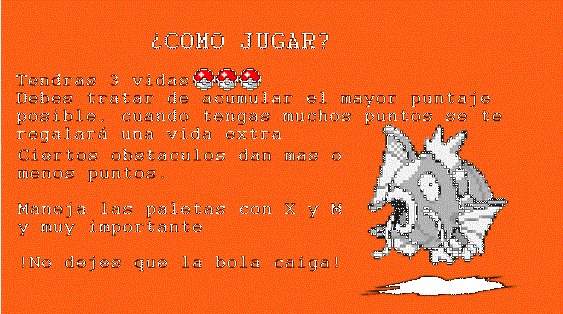 ¿COMO JUGAR?
Tendras 3 vidas
Debes tratar de acumular el mayor puntaje
posible. cuando tengas muchos puntos se te
regalará una vida extra
Ciertos obstaculos dan mas o
menos puntos.
Maneja las paletas con X y M
y muy importante
!No dejes que la bola caiga!